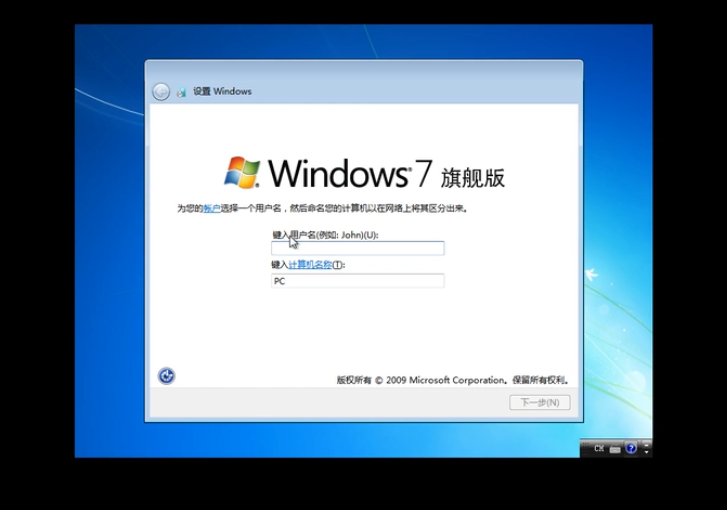 设置 Windows
Windows 7 旗舰版
为您的帐户选择一个用户名，然后命名您的计算机以在网络上将其区分出来。
键入用户名(例如: John)(U):
键入计算机名称(T):
PC
版权所有 © 2009 Microsoft Corporation。保留所有权利。
下一步(N)
CH